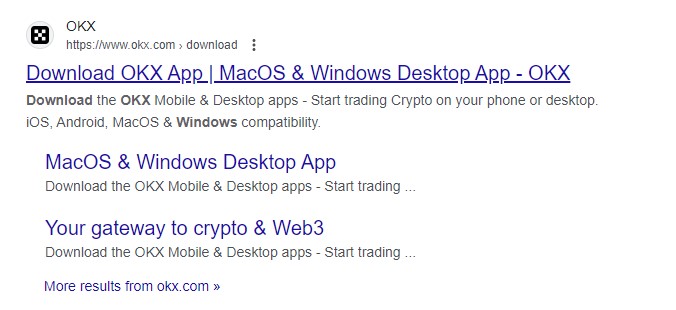 OKX
https://www.okx.com › download
Download OKX App | MacOS & Windows Desktop App - OKX
Download the OKX Mobile & Desktop apps - Start trading Crypto on your phone or desktop.
iOS, Android, MacOS & Windows compatibility.
MacOS & Windows Desktop App
Download the OKX Mobile & Desktop apps - Start trading ...
Your gateway to crypto & Web3
Download the OKX Mobile & Desktop apps - Start trading ...
More results from okx.com »